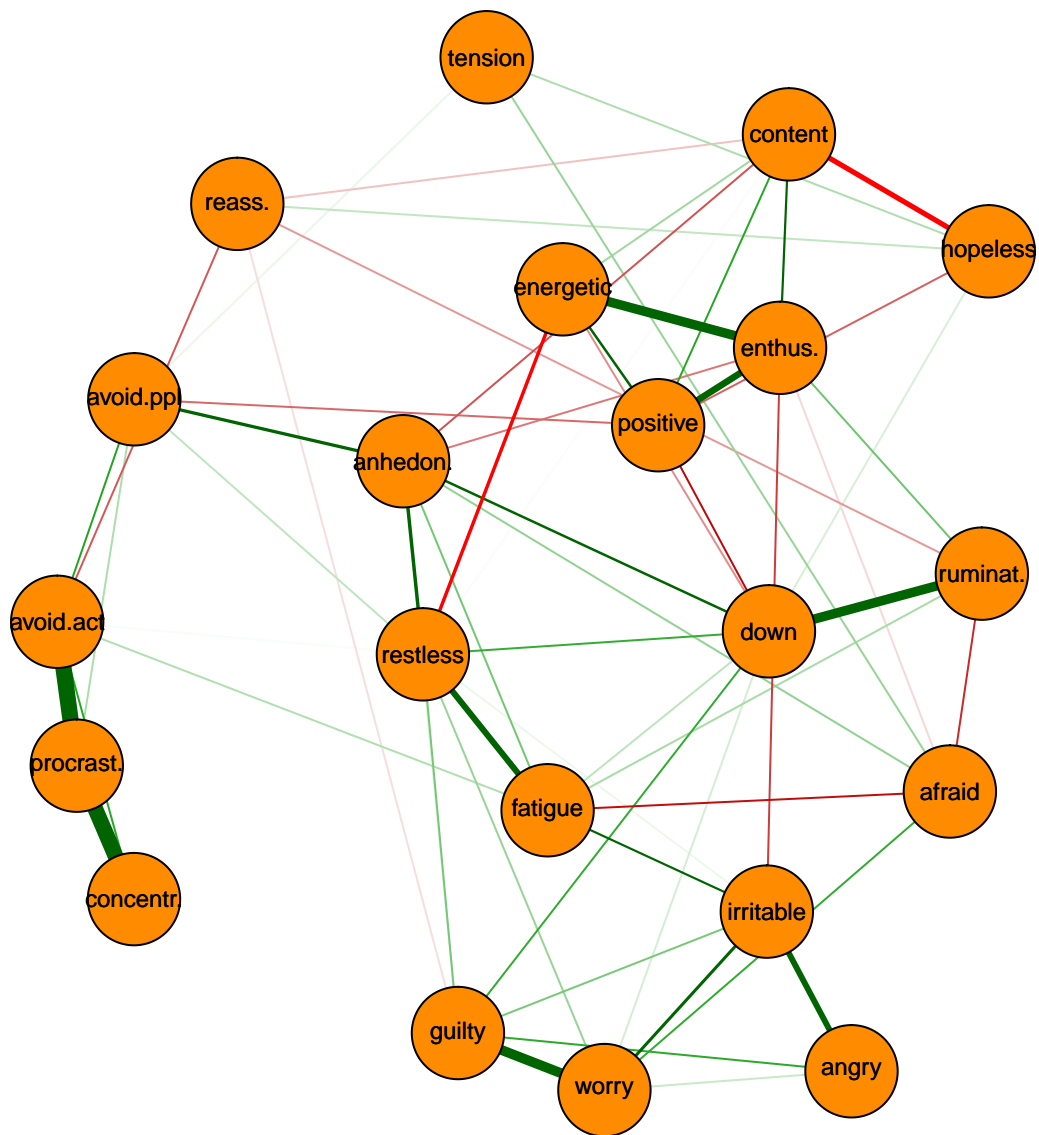 tension
content
reass.
hopeless
energetic
enthus.
avoid.ppl
positive
anhedon.
ruminat.
avoid.act
down
restless
procrast.
afraid
fatigue
concentr.
irritable
guilty
angry
worry